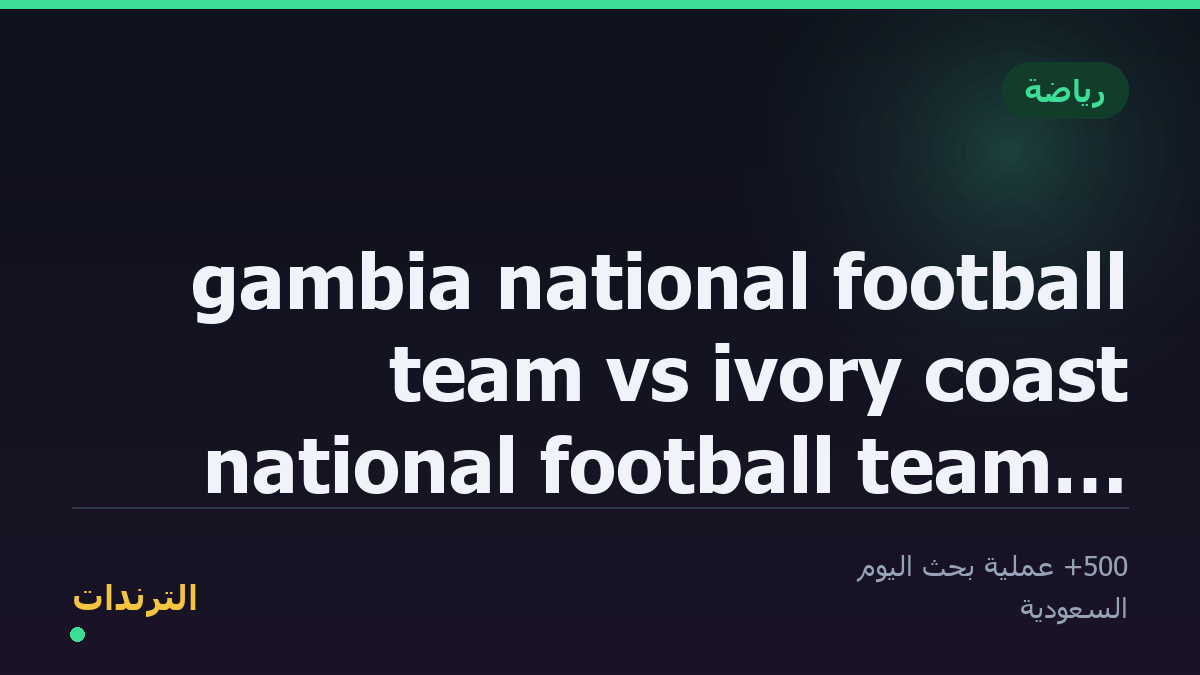 رياضة
gambia national football
team vs ivory coast
national football team...
+500 عملية بحث اليوم
السعودية
الترندات